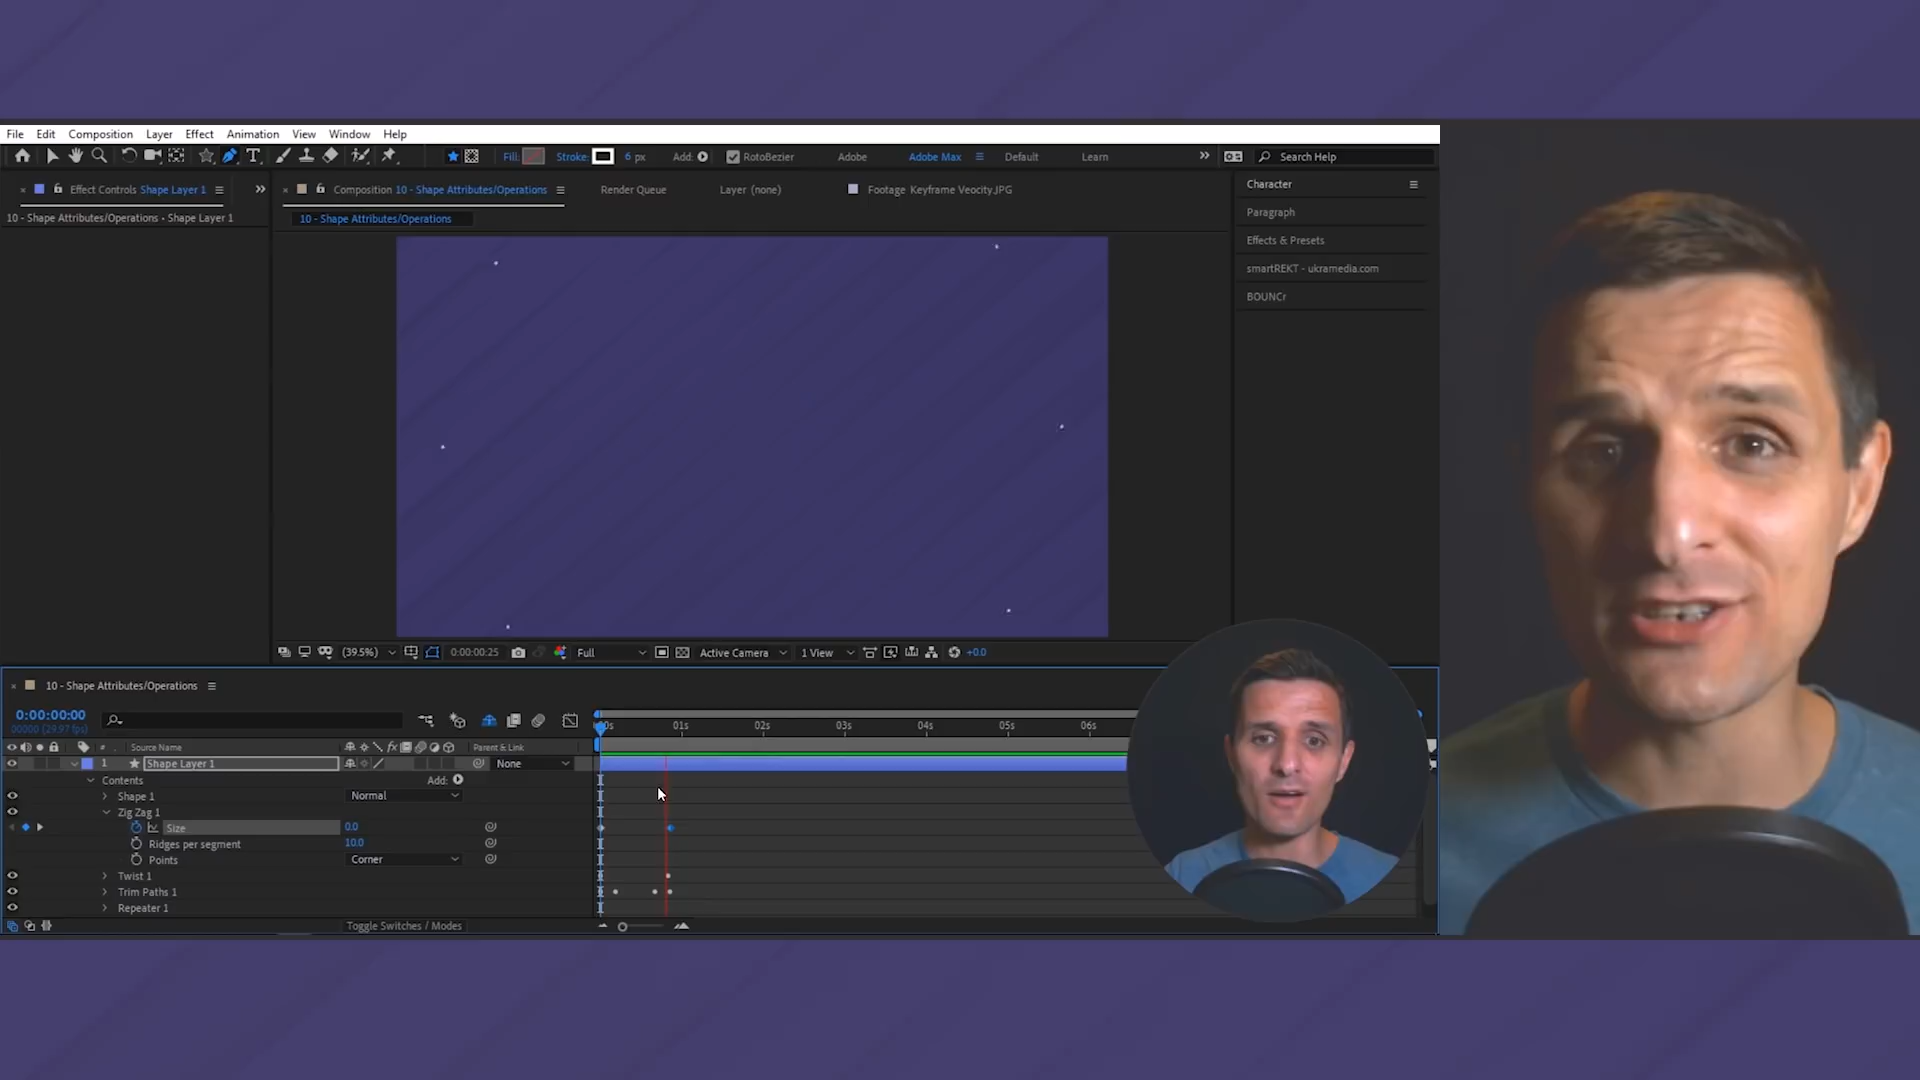 File Edit Composition Layer Effect Animation View Window Help
Fill: Stroke: 6 px Add: RotoBezier Adobe Adobe Max Default Learn Search Help
Effect Controls Shape Layer 1
Composition 10 - Shape Attributes/Operations
Render Queue
Layer (none)
Footage Keyframe Veocity.JPG
10 - Shape Attributes/Operations • Shape Layer 1
10 - Shape Attributes/Operations
Character
Paragraph
Effects & Presets
smartREKT - ukramedia.com
BOUNCr
(39.5%) 0:00:00:25 Full Active Camera 1 View +0.0
10 - Shape Attributes/Operations
0:00:00:00
00000 (29.97 fps)
01s 02s 03s 04s 05s 06s
# Source Name Parent & Link
1 Shape Layer 1 None
Contents Add:
Shape 1 Normal
Zig Zag 1
Size 0.0
Ridges per segment 10.0
Points Corner
Twist 1
Trim Paths 1
Repeater 1
Toggle Switches / Modes